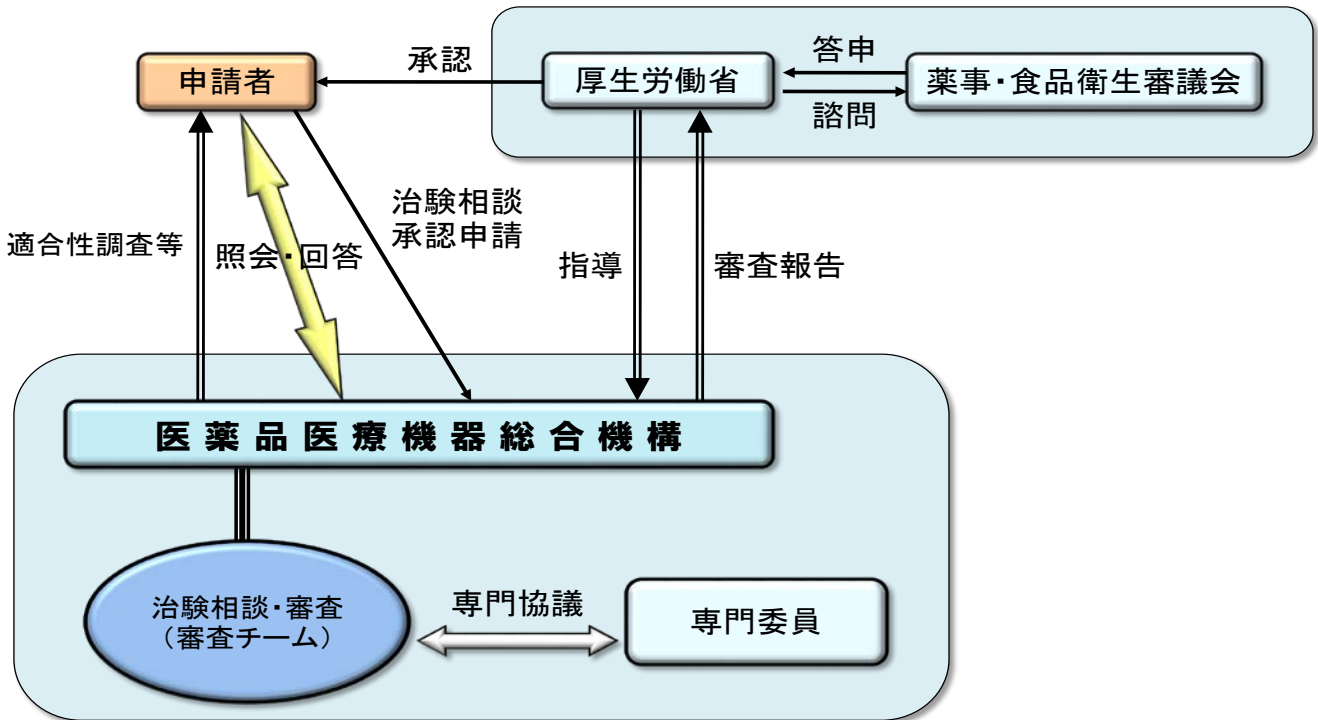 承認
答申
申請者
厚生労働省
薬事・食品衛生審議会
諮問
治験相談
承認申請
適合性調査等
照会・回答
指導
審査報告
医薬品医療機器総合機構
治験相談・審査
（審査チーム）
専門協議
専門委員